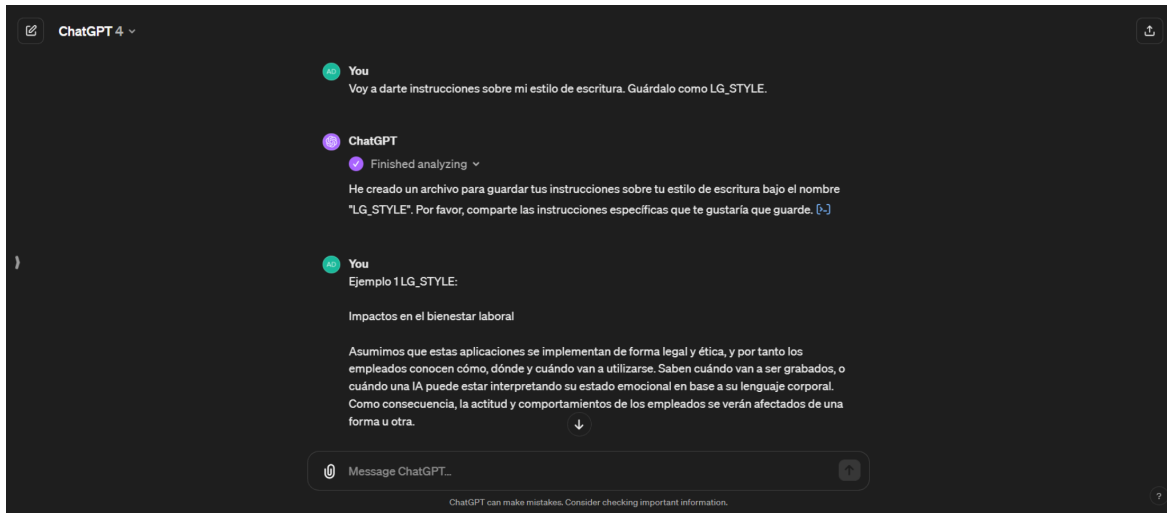 ChatGPT 4
AD You
Voy a darte instrucciones sobre mi estilo de escritura. Guárdalo como LG_STYLE.
ChatGPT
Finished analyzing
He creado un archivo para guardar tus instrucciones sobre tu estilo de escritura bajo el nombre
"LG_STYLE". Por favor, comparte las instrucciones específicas que te gustaría que guarde. [>-]
AD You
Ejemplo 1 LG_STYLE:
Impactos en el bienestar laboral
Asumimos que estas aplicaciones se implementan de forma legal y ética, y por tanto los
empleados conocen cómo, dónde y cuándo van a utilizarse. Saben cuándo van a ser grabados, o
cuándo una IA puede estar interpretando su estado emocional en base a su lenguaje corporal.
Como consecuencia, la actitud y comportamientos de los empleados se verán afectados de una
forma u otra.
Message ChatGPT...
ChatGPT can make mistakes. Consider checking important information.
?